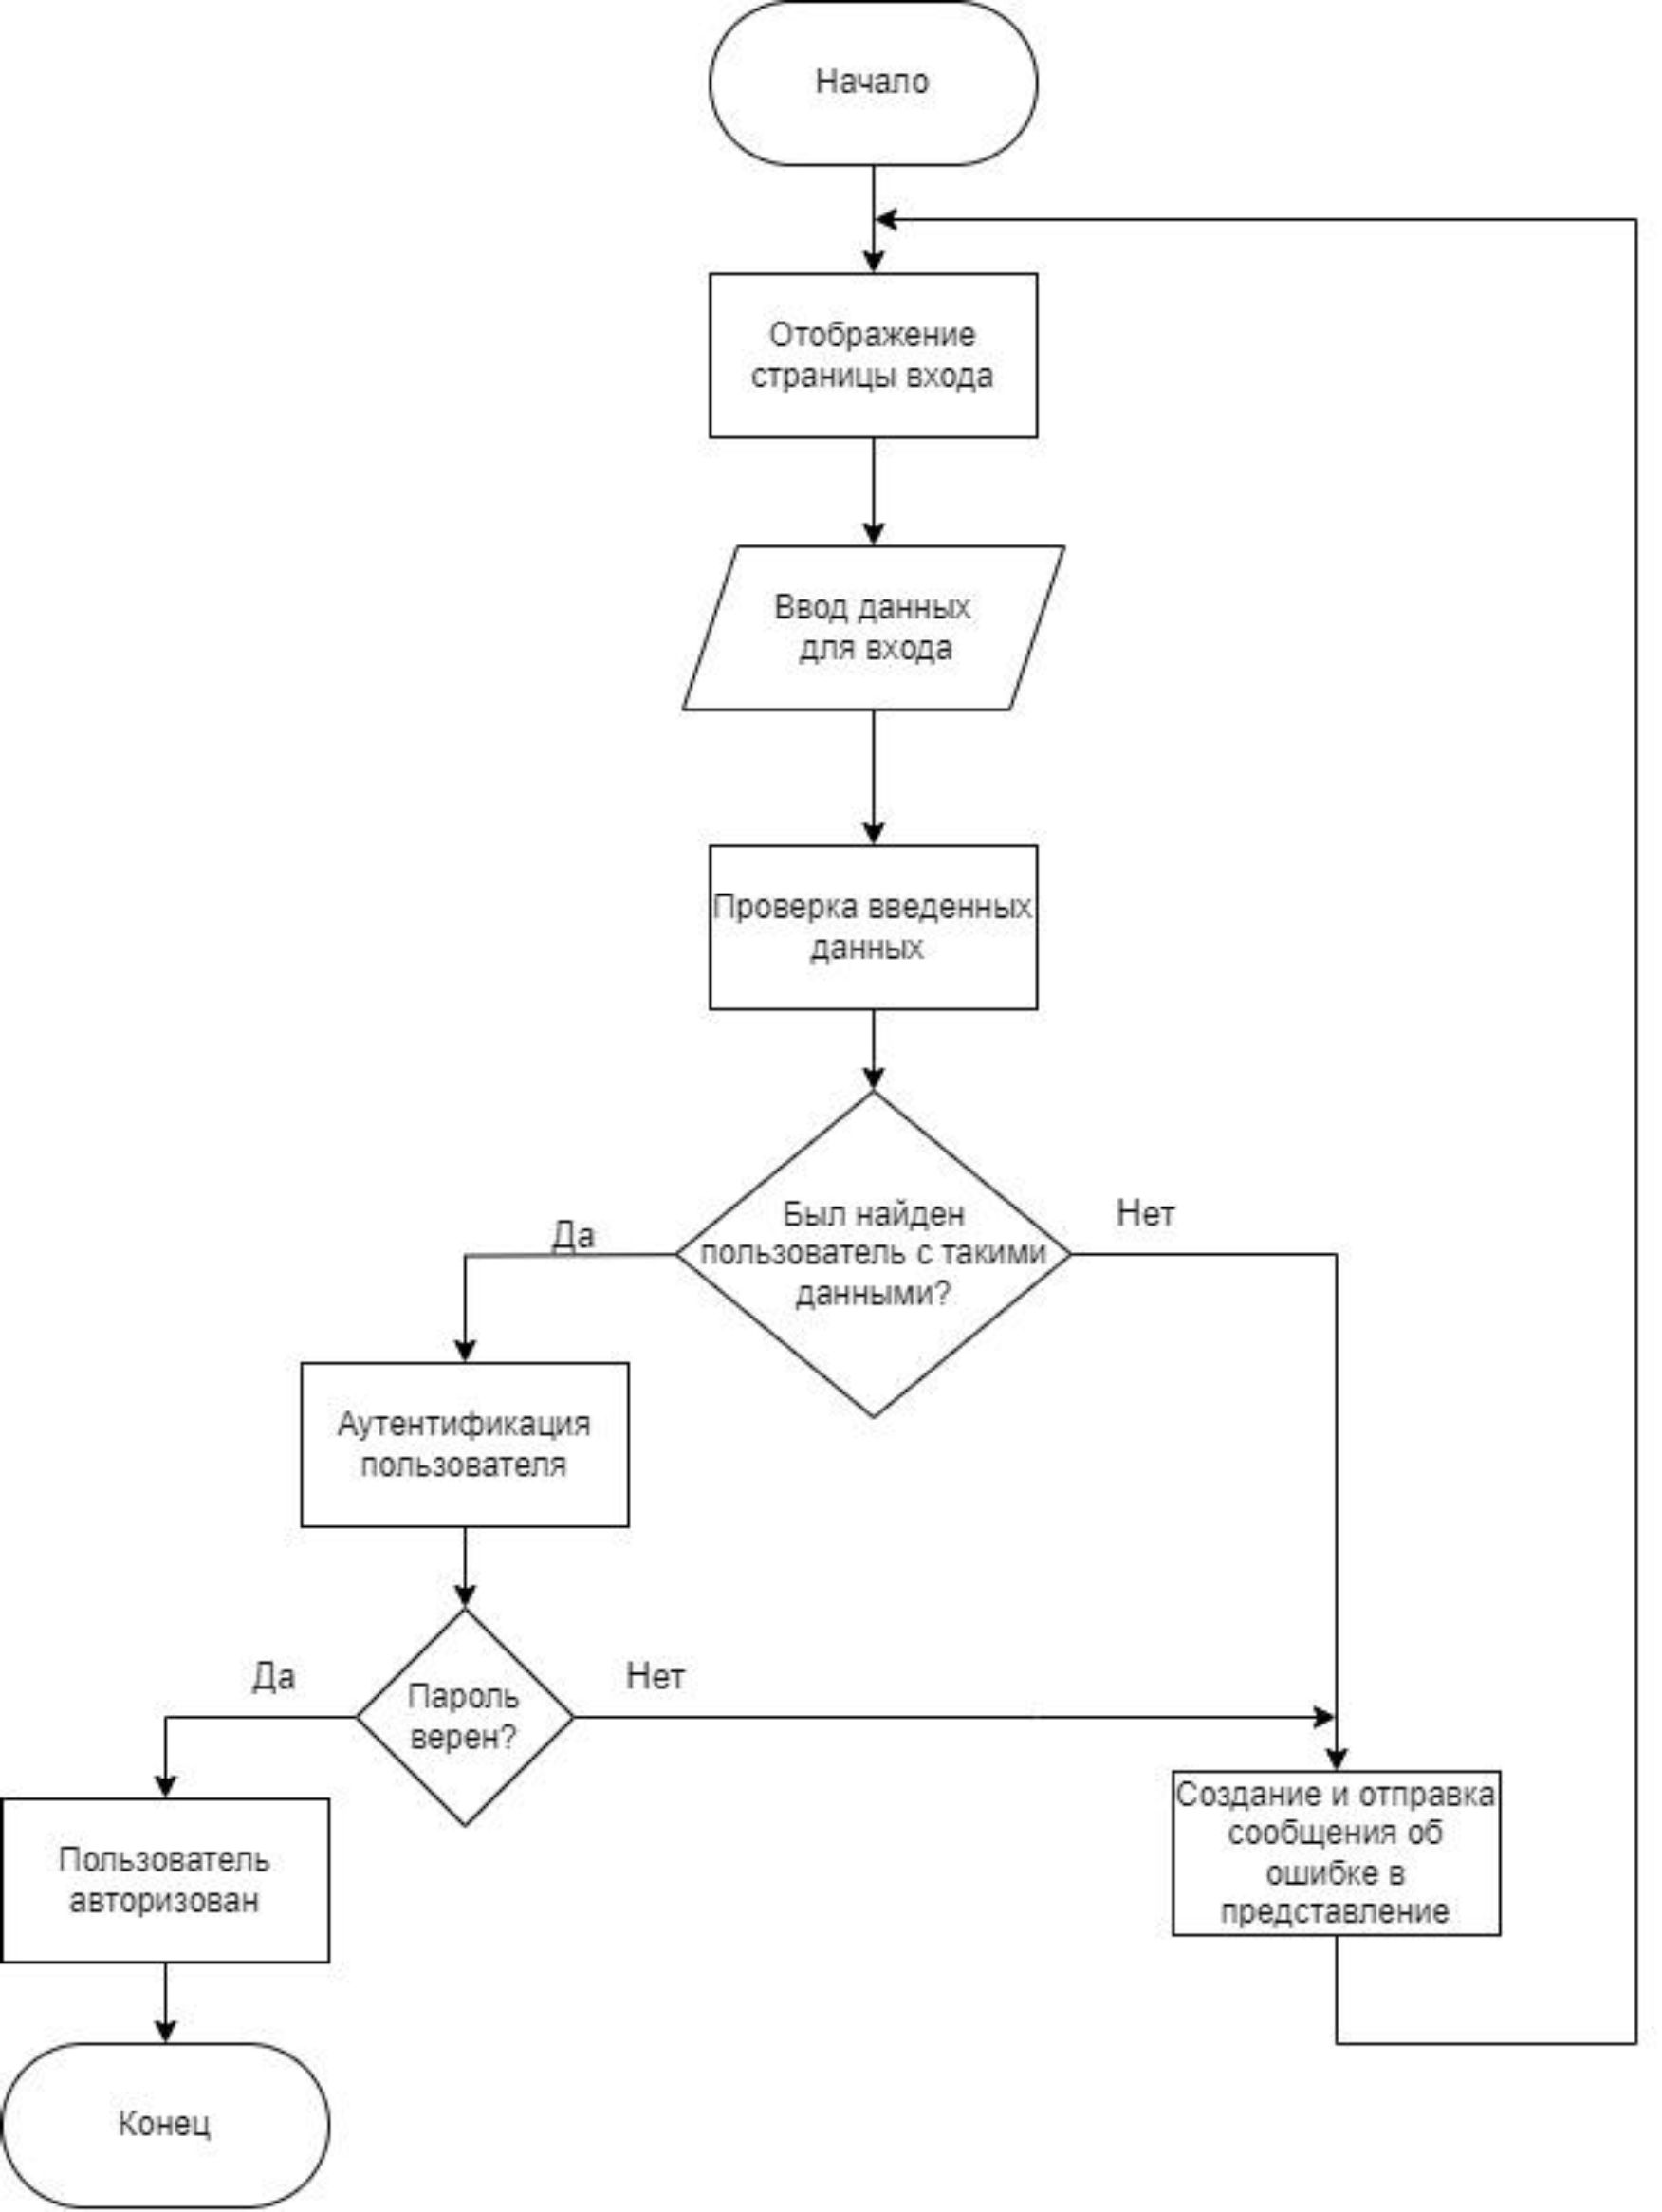 Начало
Отображение
страницы входа
Ввод данных
для входа
Проверка введенных
данных
Был найден
пользователь с такими
данными?
Да
Нет
Аутентификация
пользователя
Пароль
верен?
Да
Нет
Пользователь
авторизован
Создание и отправка
сообщения об
ошибке в
представление
Конец